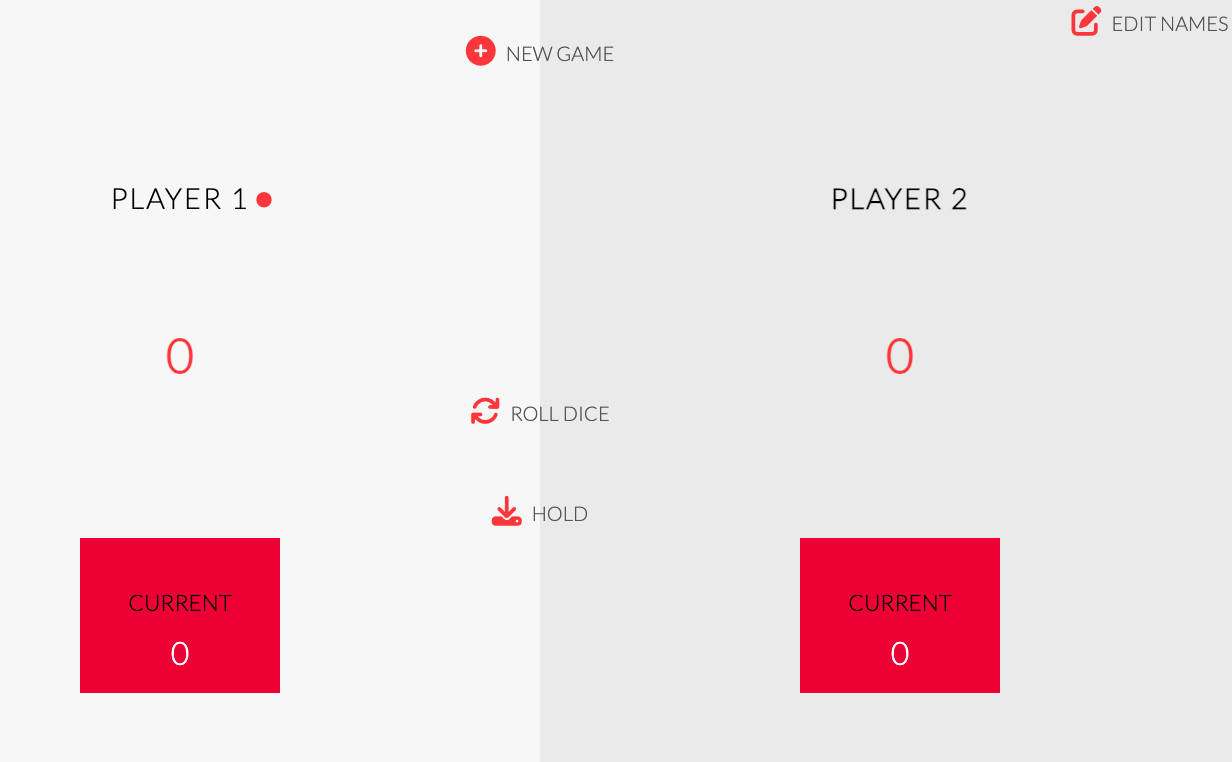 EDIT NAMES
NEW GAME
PLAYER 1
PLAYER 2
0
0
ROLL DICE
HOLD
CURRENT
0
CURRENT
0